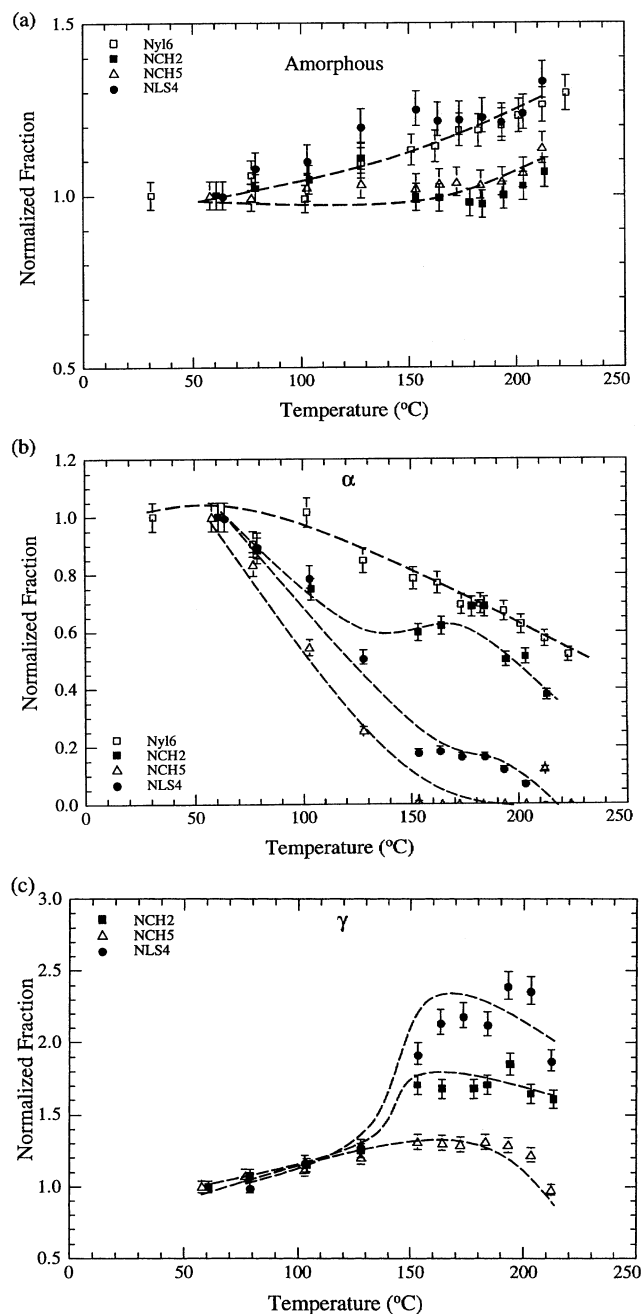 (a)
1.5
Nyl6
NCH2
NCH5
NLS4
Amorphous
Normalized Fraction
1.0
0.5
0 50 100 150 200 250
Temperature (°C)
(b)
1.2
α
1.0
0.8
Normalized Fraction
0.6
0.4
Nyl6
NCH2
0.2
NCH5
NLS4
0.0
0 50 100 150 200 250
Temperature (°C)
(c)
3.0
NCH2
NCH5
NLS4
γ
2.5
2.0
Normalized Fraction
1.5
1.0
0.5
0 50 100 150 200 250
Temperature (°C)